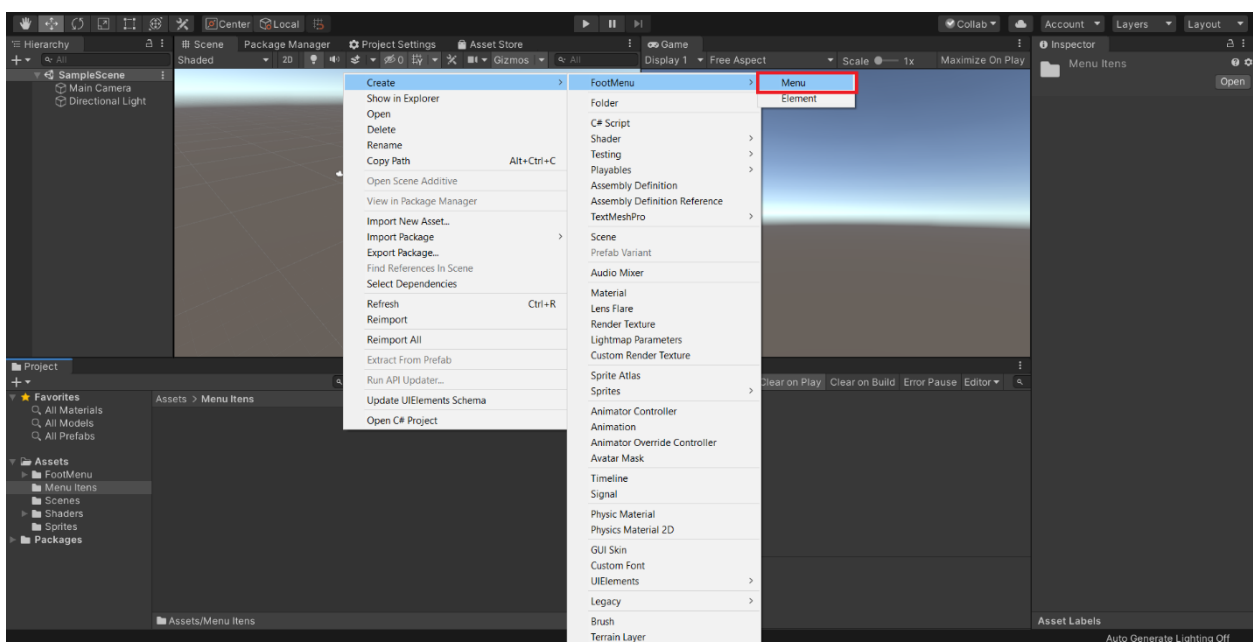 Center Local
Collab Account Layers Layout
Hierarchy
All
SampleScene
Main Camera
Directional Light
Scene Package Manager Project Settings Asset Store
Shaded 2D 0 Gizmos All
Game
Display 1 Free Aspect Scale 1x Maximize On Play
Inspector
Menu Itens
Open
Create
Show in Explorer
Open
Delete
Rename
Copy Path Alt+Ctrl+C
Open Scene Additive
View in Package Manager
Import New Asset...
Import Package
Export Package...
Find References In Scene
Select Dependencies
Refresh Ctrl+R
Reimport
Reimport All
Extract From Prefab
Run API Updater...
Update UIElements Schema
Open C# Project
FootMenu
Folder
C# Script
Shader
Testing
Playables
Assembly Definition
Assembly Definition Reference
TextMeshPro
Scene
Prefab Variant
Audio Mixer
Material
Lens Flare
Render Texture
Lightmap Parameters
Custom Render Texture
Sprite Atlas
Sprites
Animator Controller
Animation
Animator Override Controller
Avatar Mask
Timeline
Signal
Physic Material
Physics Material 2D
GUI Skin
Custom Font
UIElements
Legacy
Brush
Terrain Layer
Menu
Element
Project
Favorites
All Materials
All Models
All Prefabs
Assets
FootMenu
Menu Itens
Scenes
Shaders
Sprites
Packages
Assets > Menu Itens
Assets/Menu Itens
Clear on Play Clear on Build Error Pause Editor
Asset Labels
Auto Generate Lighting Off